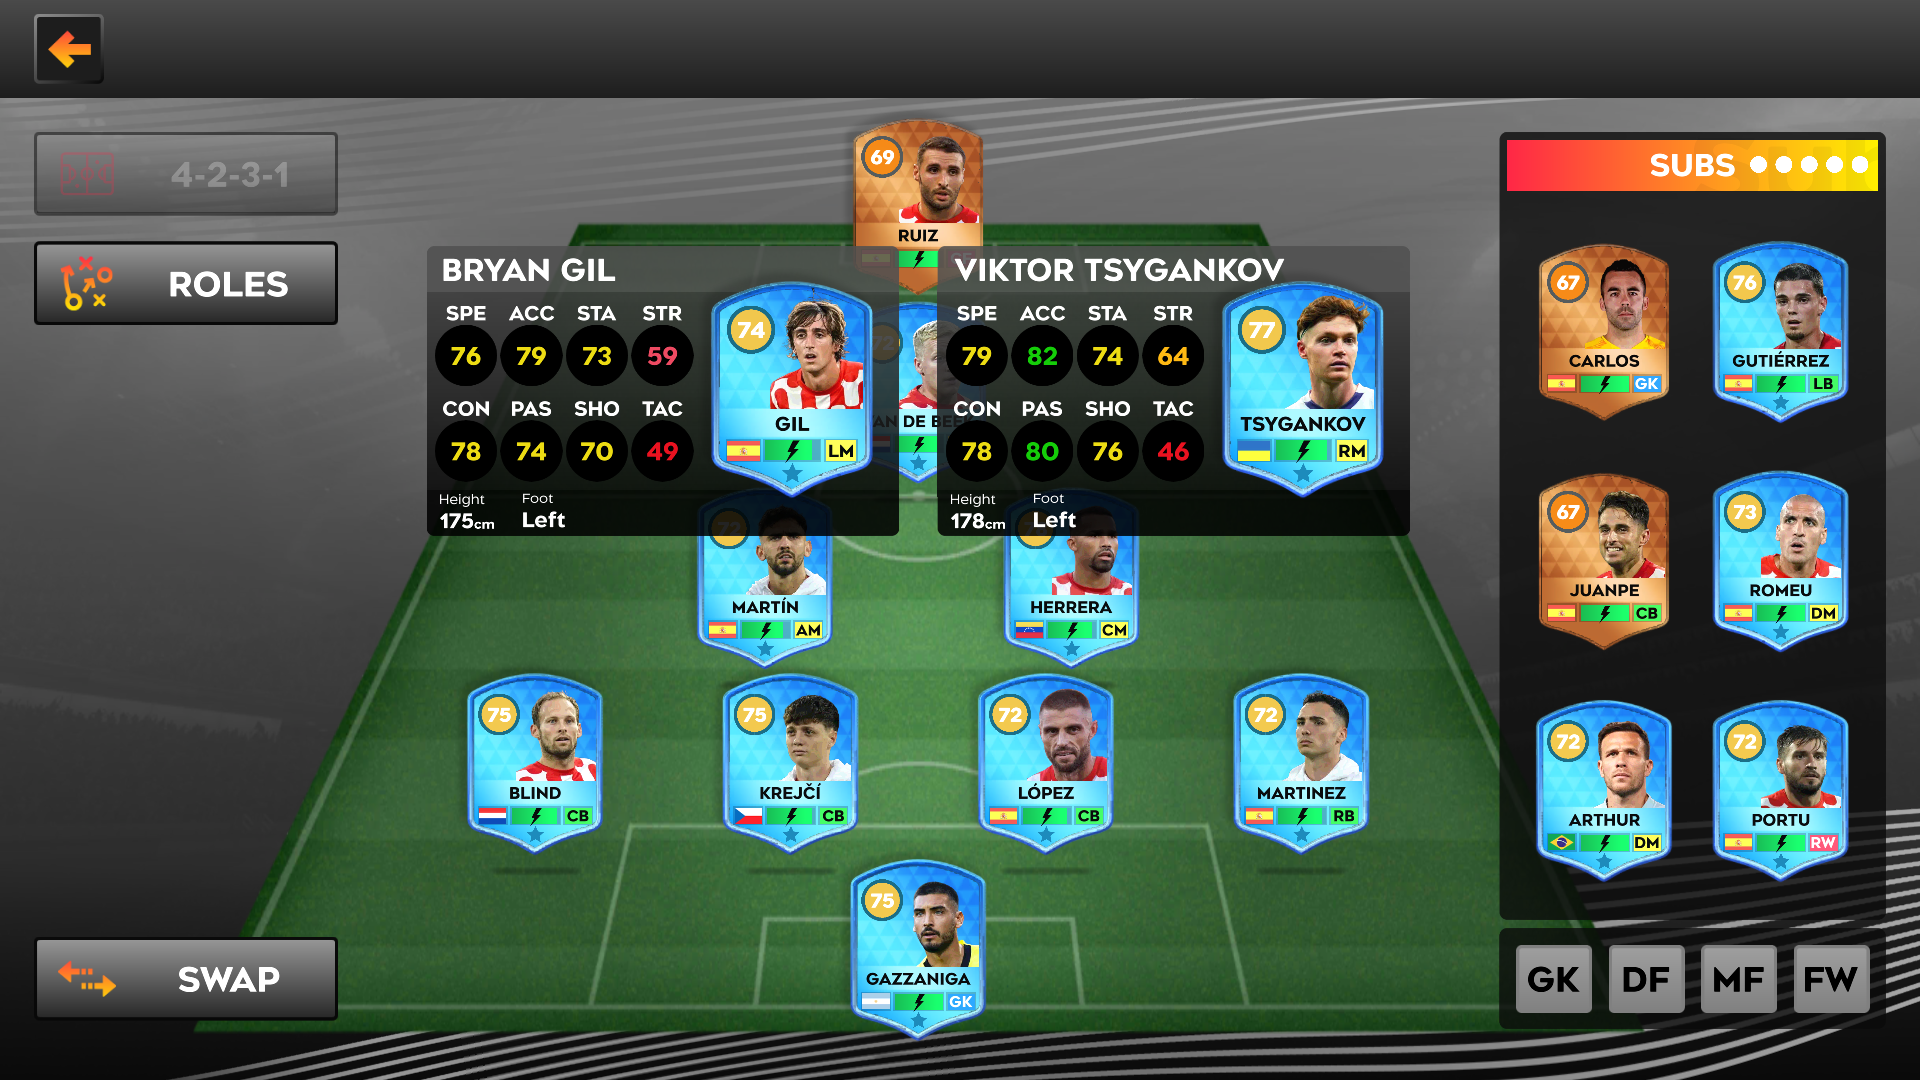 4-2-3-1
ROLES
SWAP
69
RUIZ
BRYAN GIL
SPE ACC STA STR
76 79 73 59
CON PAS SHO TAC
78 74 70 49
Height Foot
175cm Left
74
GIL
LM
72
DE BEE
VIKTOR TSYGANKOV
SPE ACC STA STR
79 82 74 64
CON PAS SHO TAC
78 80 76 46
Height Foot
178cm Left
77
TSYGANKOV
RM
72
MARTÍN
AM
HERRERA
CM
75
BLIND
CB
75
KREJČÍ
CB
72
LÓPEZ
CB
72
MARTINEZ
RB
75
GAZZANIGA
GK
SUBS
67
CARLOS
GK
76
GUTIÉRREZ
LB
67
JUANPE
CB
73
ROMEU
DM
72
ARTHUR
DM
72
PORTU
RW
GK DF MF FW